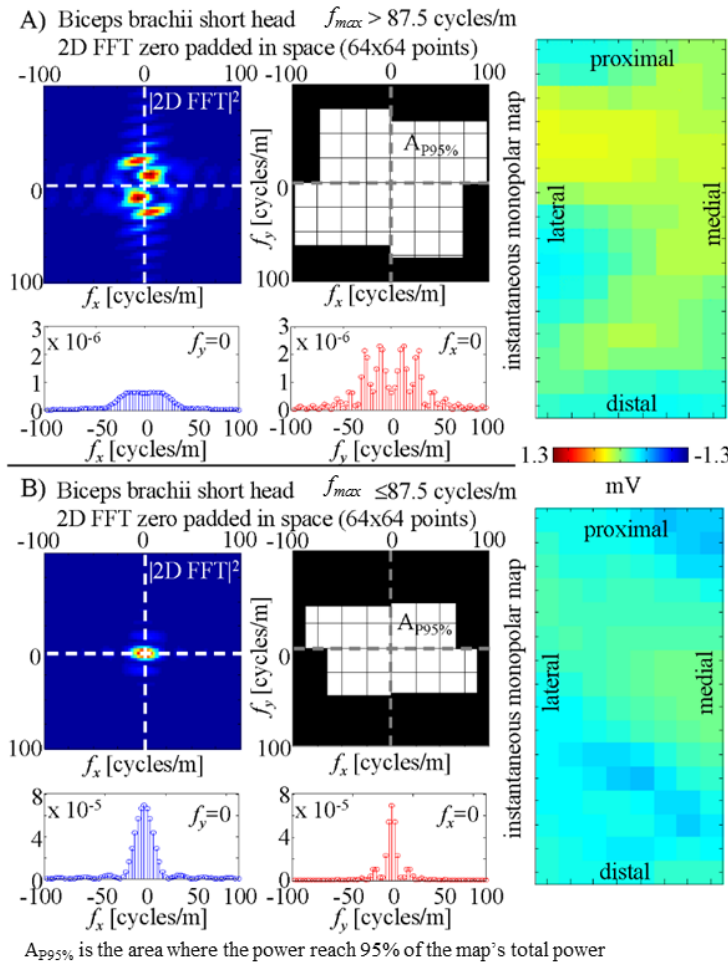 A) Biceps brachii short head f_max > 87.5 cycles/m
2D FFT zero padded in space (64x64 points)
-100 0 100 -100 0 100
|2D FFT|²
A_P95%
0
100
f_x [cycles/m]
f_y [cycles/m]
0
100
f_x [cycles/m]
instantaneous monopolar map
proximal
lateral
medial
distal
3
2
1
0
x 10⁻⁶ f_y=0
-100 -50 0 50 100
f_x [cycles/m]
3
2
1
0
x 10⁻⁶ f_x=0
-100 -50 0 50 100
f_y [cycles/m]
1.3 -1.3
mV
B) Biceps brachii short head f_max ≤87.5 cycles/m
2D FFT zero padded in space (64x64 points)
-100 0 100 -100 0 100
|2D FFT|²
A_P95%
0
100
f_x [cycles/m]
f_y [cycles/m]
0
100
f_x [cycles/m]
instantaneous monopolar map
proximal
lateral
medial
distal
8
4
0
x 10⁻⁵ f_y=0
-100 -50 0 50 100
f_x [cycles/m]
8
4
0
x 10⁻⁵ f_x=0
-100 -50 0 50 100
f_y [cycles/m]
A_P95% is the area where the power reach 95% of the map's total power